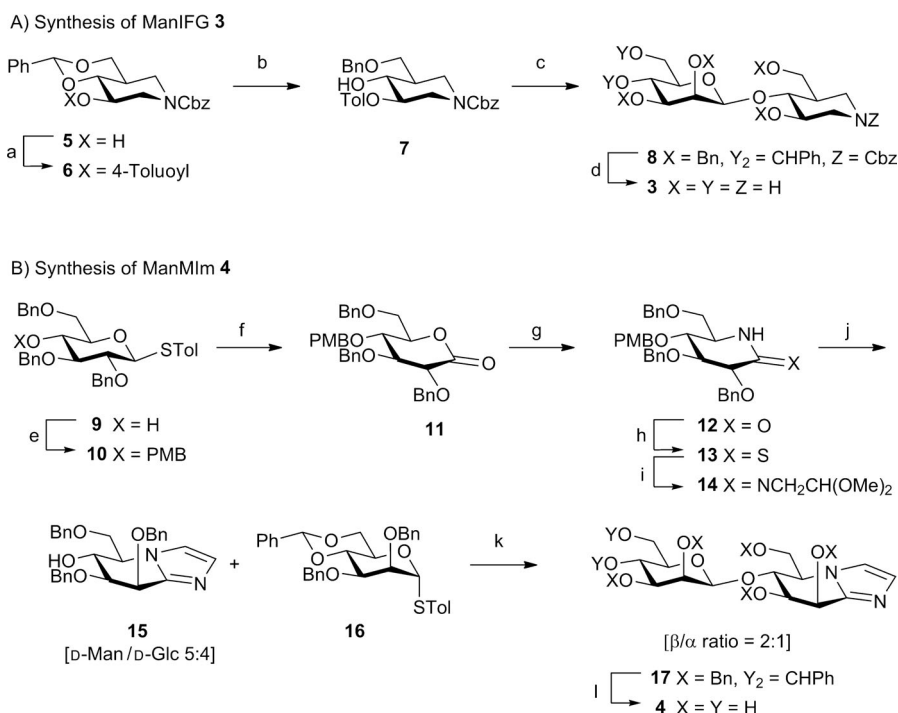 A) Synthesis of ManIFG 3
Ph O O XO NCbz
b
BnO HO TolO NCbz
c
YO YO XO OX O O XO XO NZ
5 X = H
a
6 X = 4-Toluoyl
7
8 X = Bn, Y2 = CHPh, Z = Cbz
d
3 X = Y = Z = H
B) Synthesis of ManMIm 4
BnO XO BnO O STol OBn
f
BnO PMBO BnO O O OBn
g
BnO PMBO BnO NH X OBn
j
9 X = H
e
10 X = PMB
11
12 X = O
h
13 X = S
i
14 X = NCH2CH(OMe)2
BnO OBn HO BnO N N
+
Ph O O BnO OBn O STol
k
YO YO XO OX O O XO OX XO N N
15
[D-Man/D-Glc 5:4]
16
[β/α ratio = 2:1]
17 X = Bn, Y2 = CHPh
l
4 X = Y = H